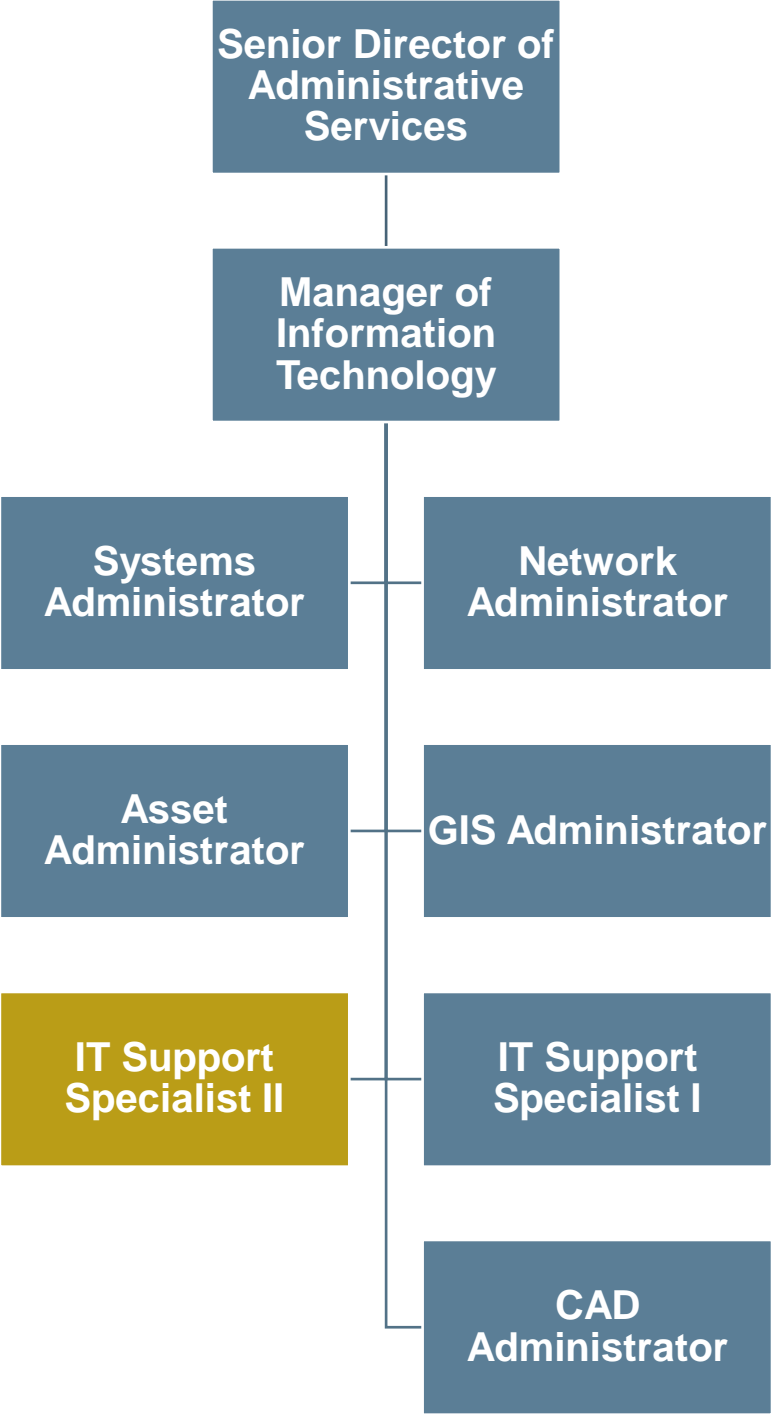 Senior Director of
Administrative
Services
Manager of
Information
Technology
Systems
Administrator
Network
Administrator
Asset
Administrator
GIS Administrator
IT Support
Specialist II
IT Support
Specialist I
CAD
Administrator